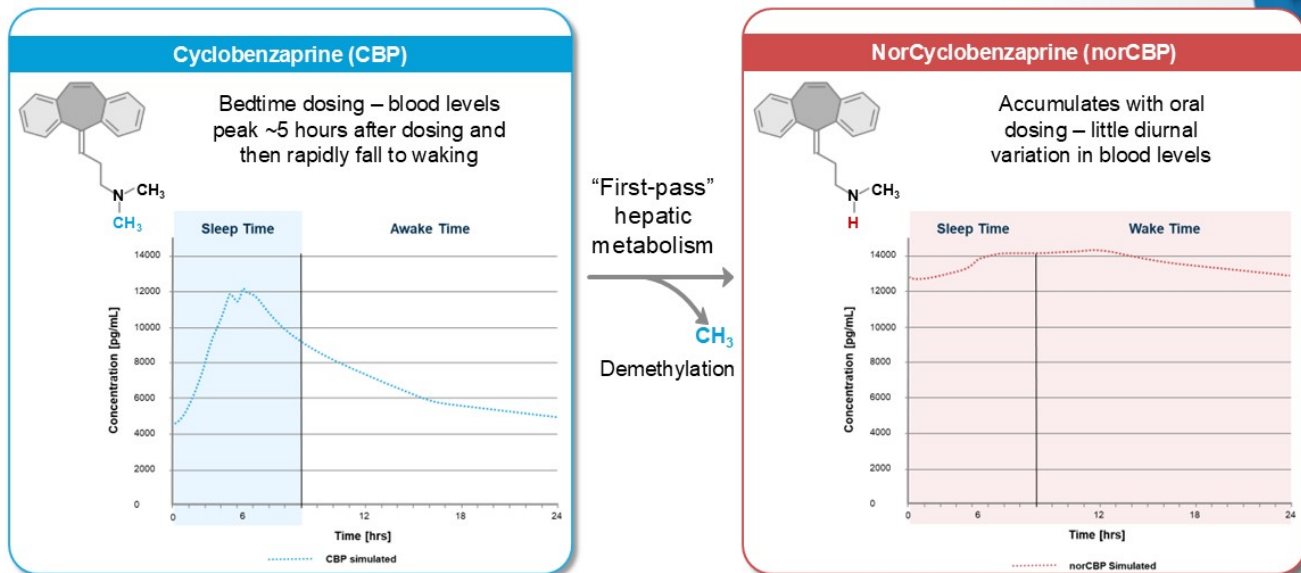 Cyclobenzaprine (CBP)
Bedtime dosing – blood levels
peak ~5 hours after dosing and
then rapidly fall to waking
N
CH₃
CH₃
Sleep Time
Awake Time
Concentration [pg/mL]
14000
12000
10000
8000
6000
4000
2000
0
0
6
12
18
24
Time [hrs]
CBP simulated
“First-pass”
hepatic
metabolism
CH₃
Demethylation
NorCyclobenzaprine (norCBP)
Accumulates with oral
dosing – little diurnal
variation in blood levels
N
CH₃
H
Sleep Time
Wake Time
Concentration [pg/mL]
14000
12000
10000
8000
6000
4000
2000
0
0
6
12
18
24
Time [hrs]
norCBP Simulated